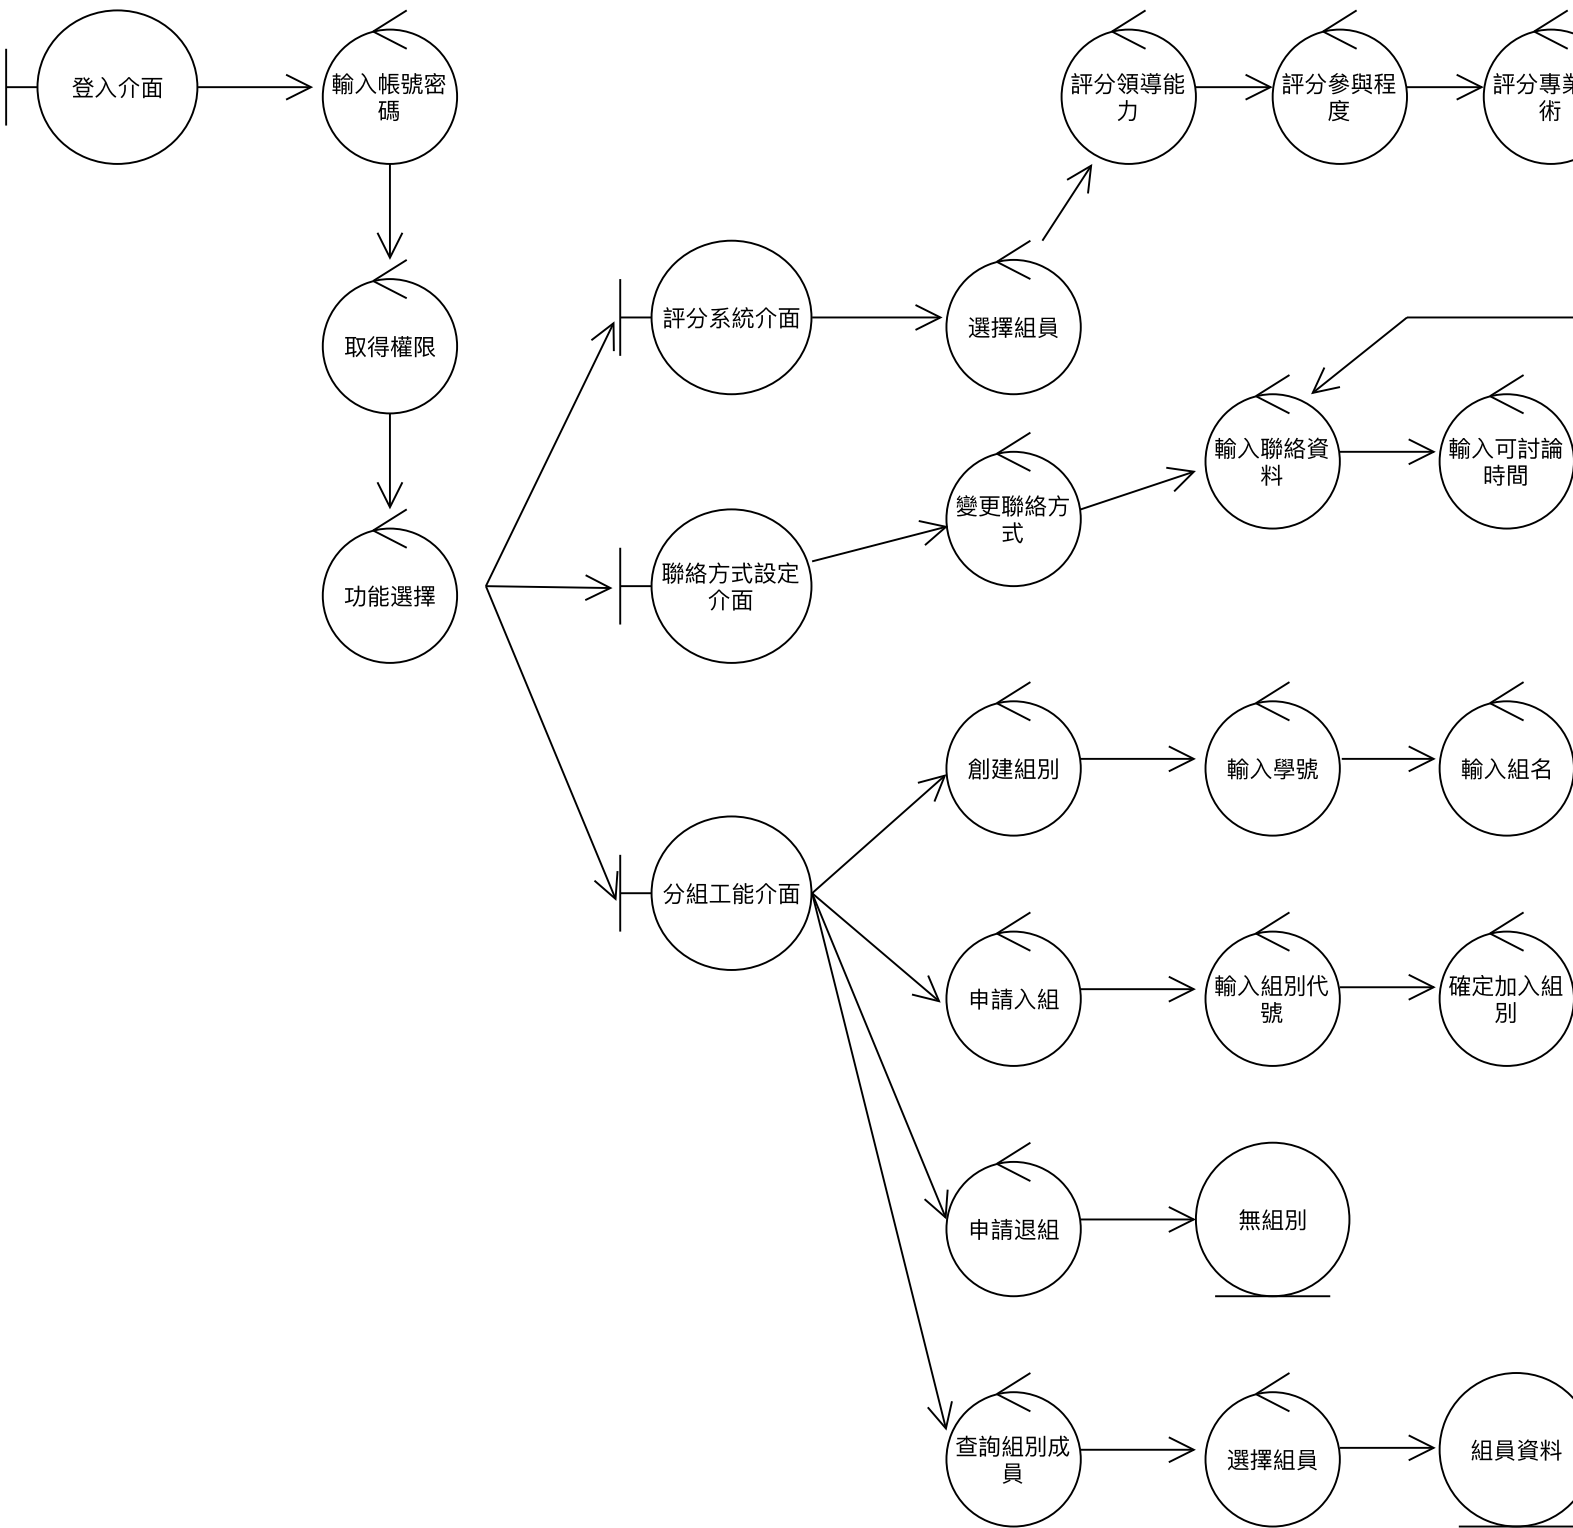 登入介面
輸入帳號密
碼
取得權限
功能選擇
評分系統介面
選擇組員
評分領導能
力
評分參與程
度
評分專業
術
聯絡方式設定
介面
變更聯絡方
式
輸入聯絡資
料
輸入可討論
時間
分組工能介面
創建組別
輸入學號
輸入組名
申請入組
輸入組別代
號
確定加入組
別
申請退組
無組別
查詢組別成
員
選擇組員
組員資料